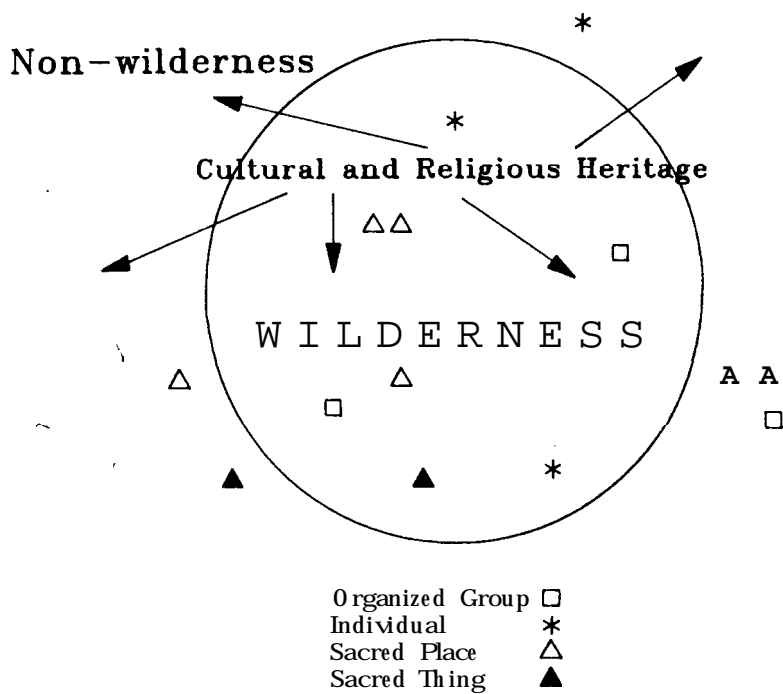 Non-wilderness
Cultural and Religious Heritage
WILDERNESS
A A
Organized Group
Individual
Sacred Place
Sacred Thing